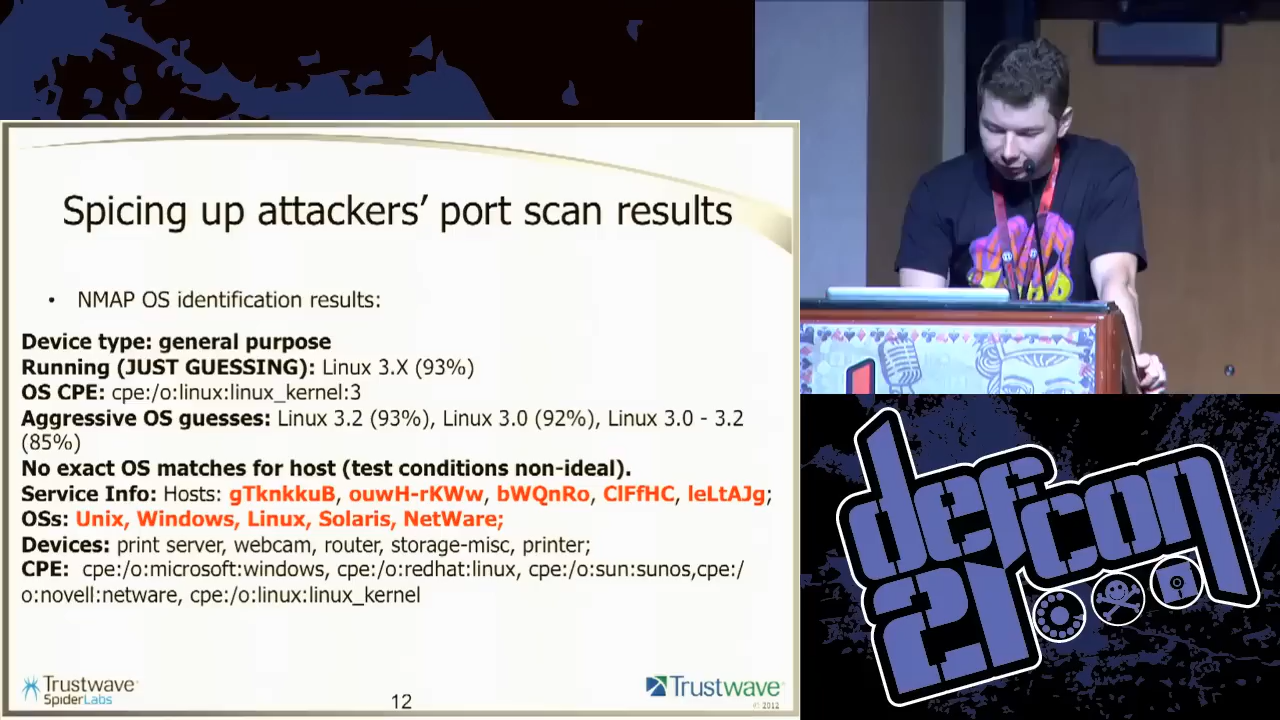 Spicing up attackers’ port scan results
• NMAP OS identification results:
Device type: general purpose
Running (JUST GUESSING): Linux 3.X (93%)
OS CPE: cpe:/o:linux:linux_kernel:3
Aggressive OS guesses: Linux 3.2 (93%), Linux 3.0 (92%), Linux 3.0 - 3.2
(85%)
No exact OS matches for host (test conditions non-ideal).
Service Info: Hosts: gTknkkuB, ouwH-rKWw, bWQnRo, ClFfHC, leLtAJg;
OSs: Unix, Windows, Linux, Solaris, NetWare;
Devices: print server, webcam, router, storage-misc, printer;
CPE: cpe:/o:microsoft:windows, cpe:/o:redhat:linux, cpe:/o:sun:sunos,cpe:/
o:novell:netware, cpe:/o:linux:linux_kernel
Trustwave
SpiderLabs
12
Trustwave
© 2012
defcon
21